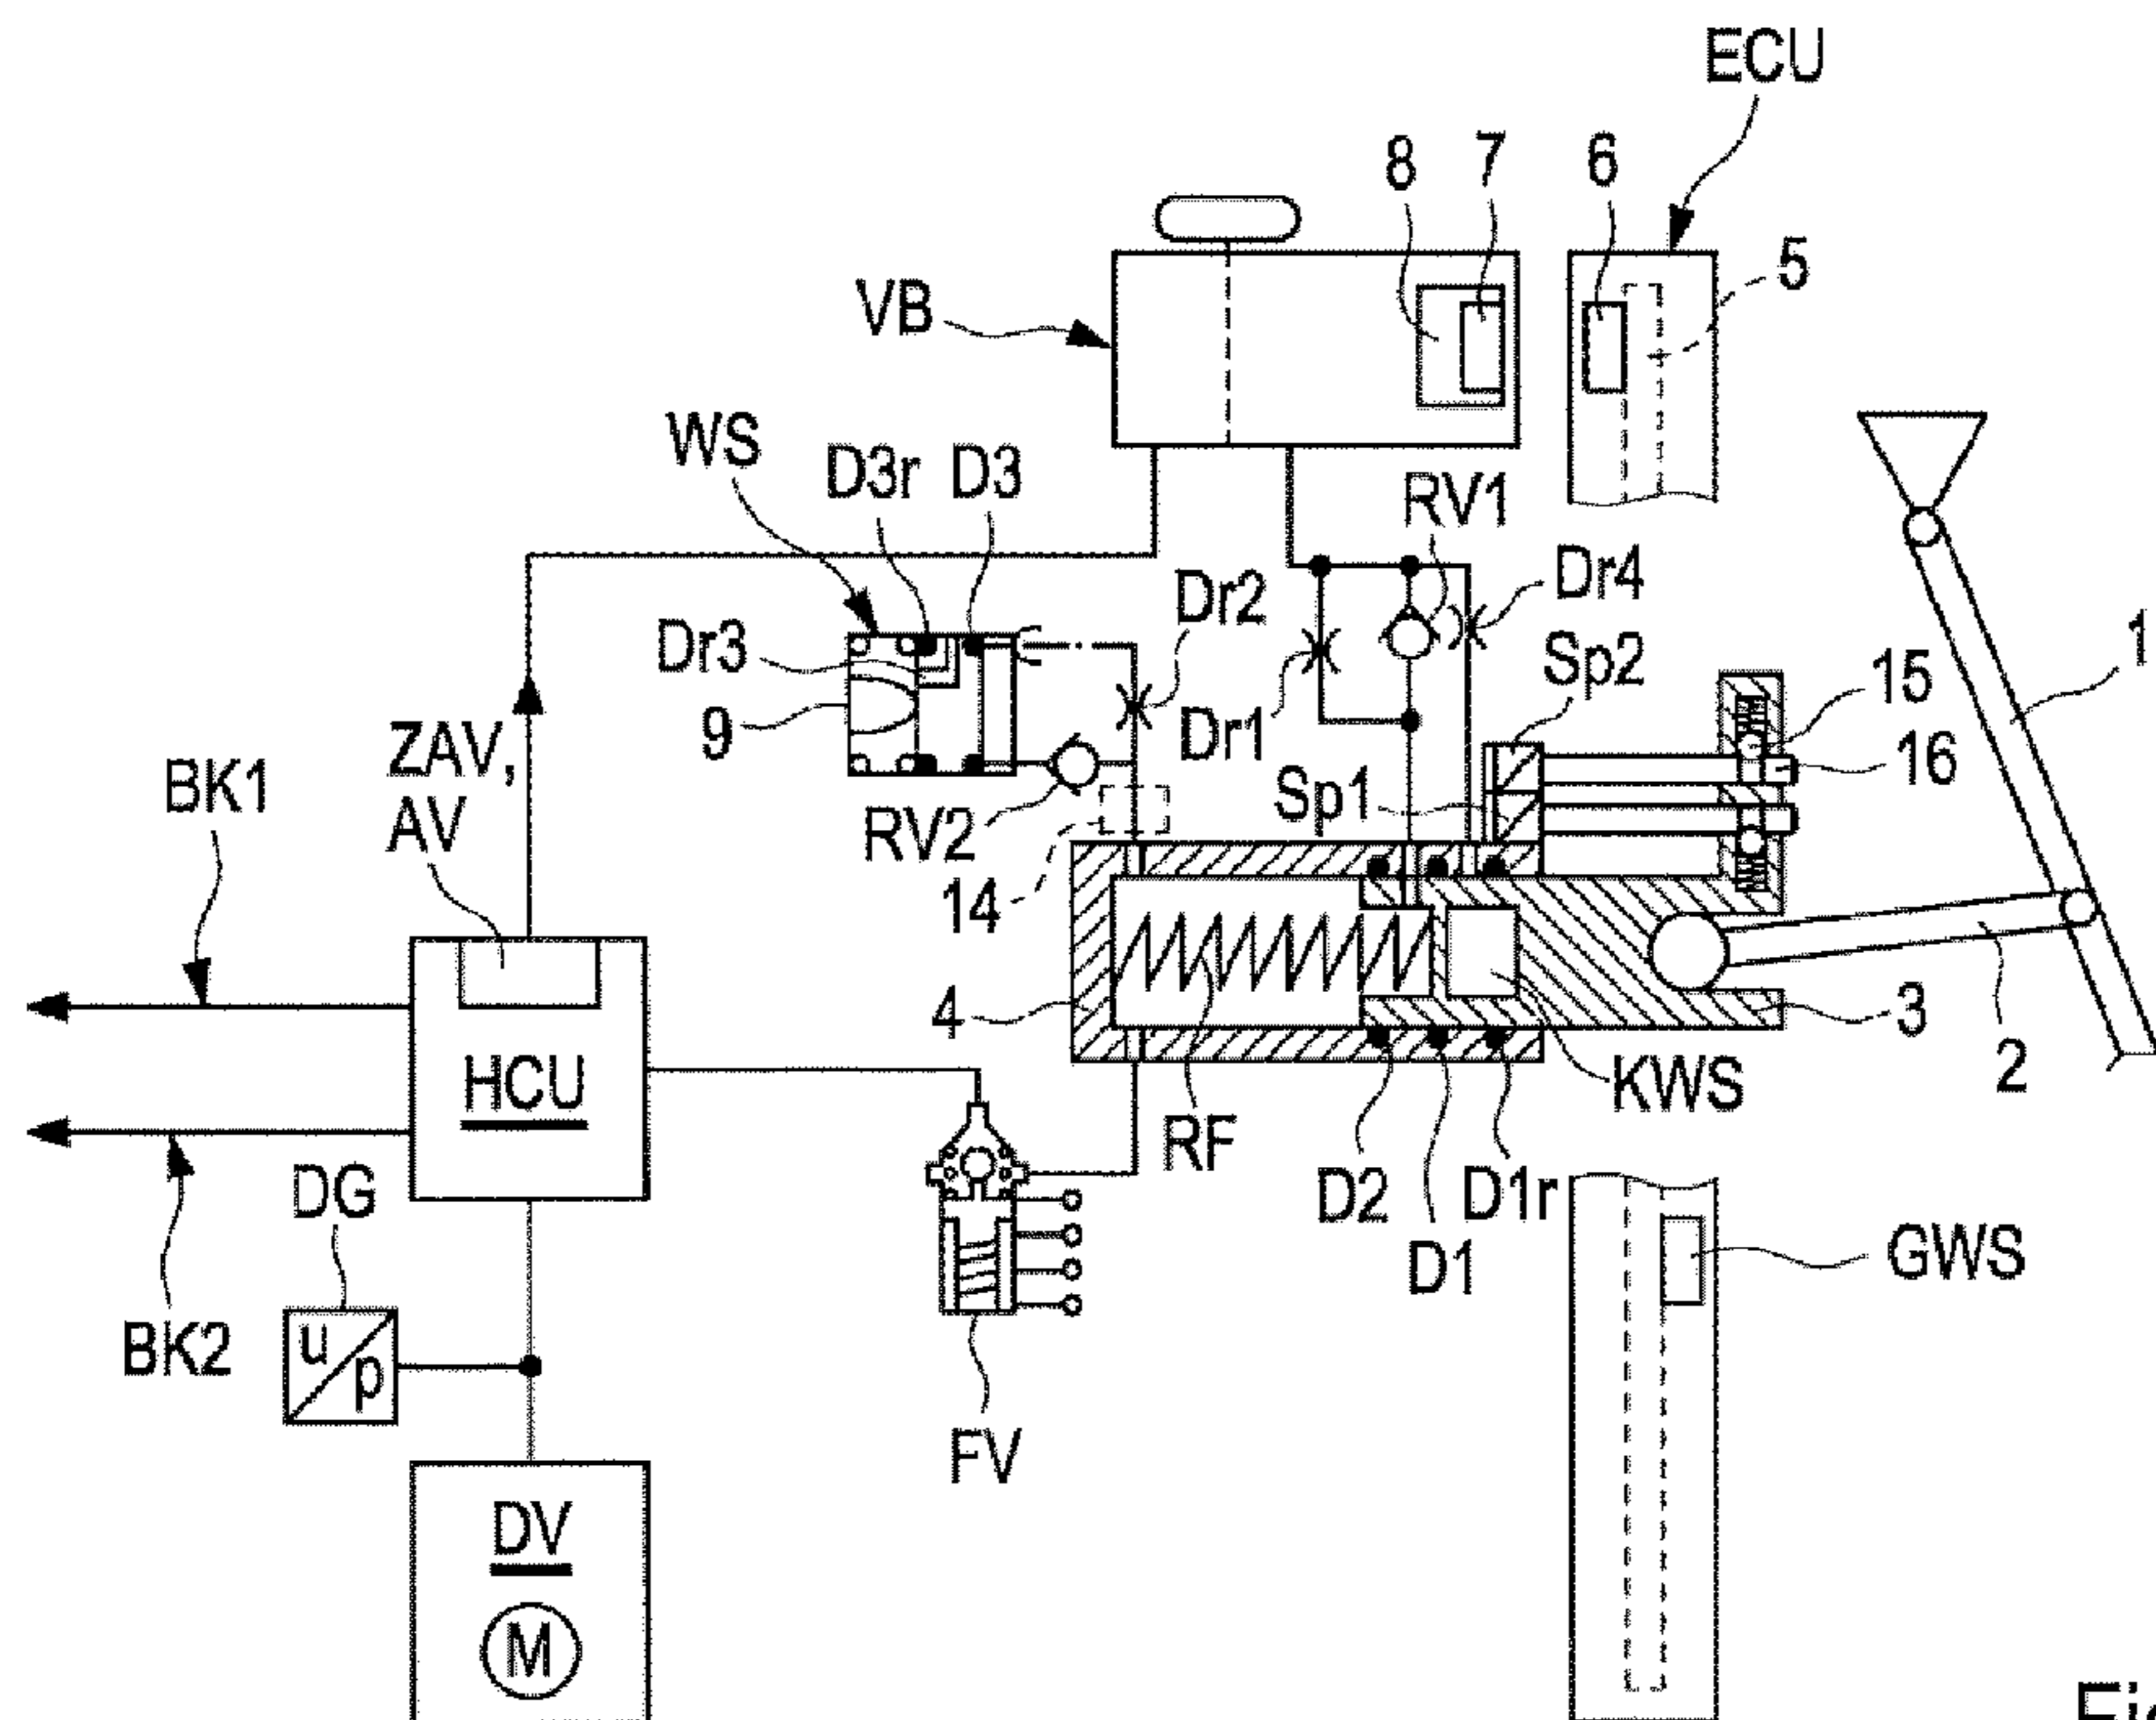 ECU
8
7
6
5
VB
WS
D3r
D3
RV1
Dr2
Dr4
1
Dr3
Sp2
15
9
Dr1
16
ZAV,
AV
BK1
Sp1
RV2
14
4
3
HCU
2
KWS
RF
D2
D1r
DG
D1
GWS
BK2
u
p
FV
DV
M